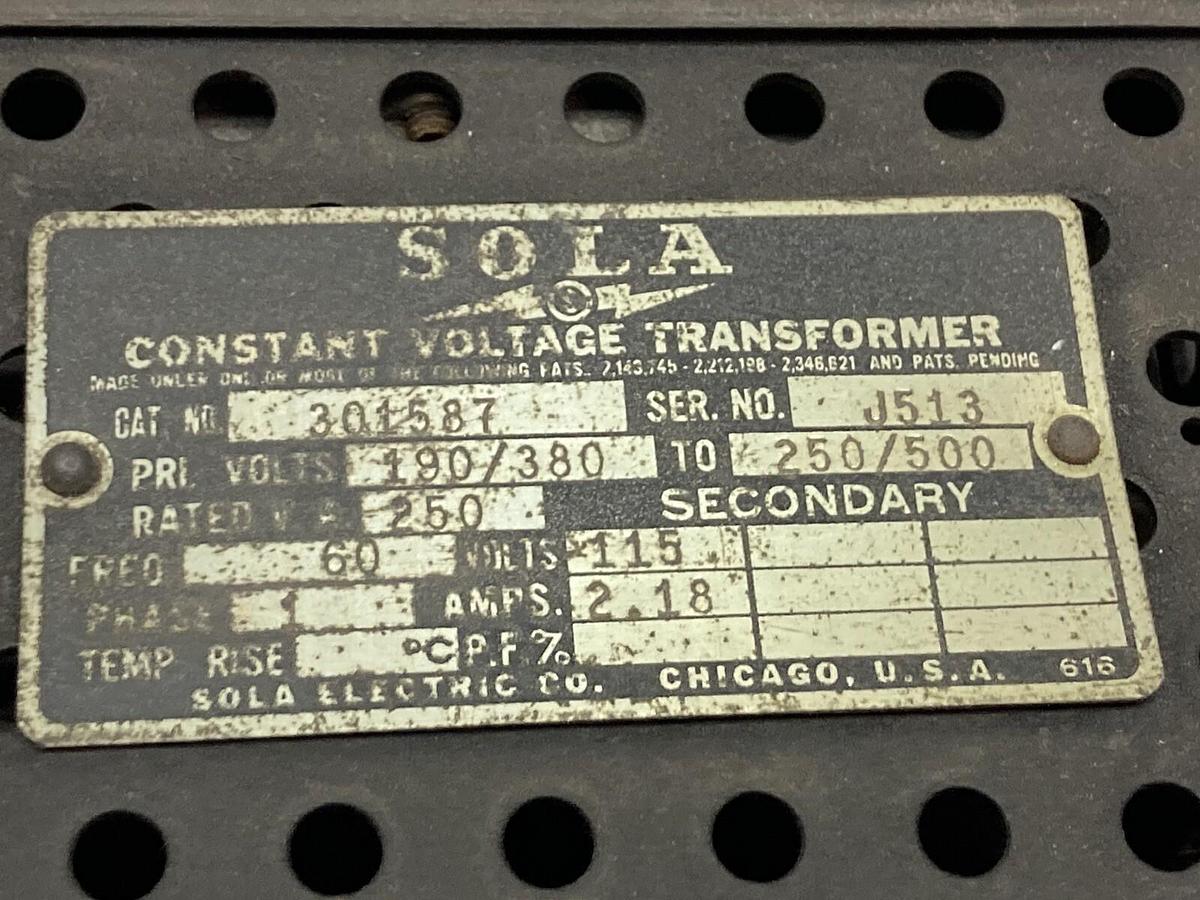 SOLA
CONSTANT VOLTAGE TRANSFORMER
MADE UNDER ONE OR MORE OF THE FOLLOWING PATS. 2,143,745 - 2,212,198 - 2,346,621 AND PATS. PENDING
CAT. NO. 301587 SER. NO. J513
PRI. VOLTS 190/380 TO 250/500
RATED V A 250 SECONDARY
FREQ 60 VOLTS 115
PHASE 1 AMPS. 2.18
TEMP RISE °C P.F. %
SOLA ELECTRIC CO. CHICAGO, U.S.A. 616